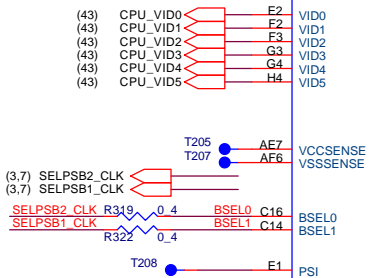 (43) CPU_VID0 E2 VID0
(43) CPU_VID1 F2 VID1
(43) CPU_VID2 E3 VID2
(43) CPU_VID3 G3 VID3
(43) CPU_VID4 G4 VID4
(43) CPU_VID5 H4 VID5
T205 AE7 VCCSENSE
T207 AF6 VSSSENSE
(3,7) SELPSB2_CLK
(3,7) SELPSB1_CLK
SELPSB2_CLK R319 0_4 BSEL0 C16 BSEL0
SELPSB1_CLK R322 0_4 BSEL1 C14 BSEL1
T208 E1 PSI